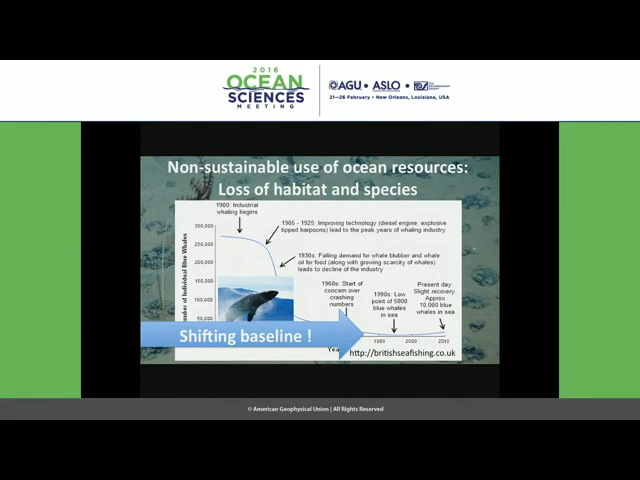 2016
OCEAN
SCIENCES
MEETING
AGU • ASLO •
21–26 February • New Orleans, Louisiana, USA
Non-sustainable use of ocean resources:
Loss of habitat and species
1900: Industrial
whaling begins
1905 - 1925: Improving technology (diesel engine, explosive
tipped harpoons) lead to the peak years of whaling industry
1930s: Falling demand for whale blubber and whale
oil for food (along with growing scarcity of whales)
leads to decline of the industry
1960s: Start of
concern over
crashing
numbers
1990s: Low
point of 5000
blue whales
in sea
Present day:
Slight recovery.
Approx
10,000 blue
whales in sea
300,000
250,000
200,000
150,000
100,000
50,000
of Individual Blue Whales
Shifting baseline !
1980
1990
2000
2010
http://britishseafishing.co.uk
© American Geophysical Union | All Rights Reserved